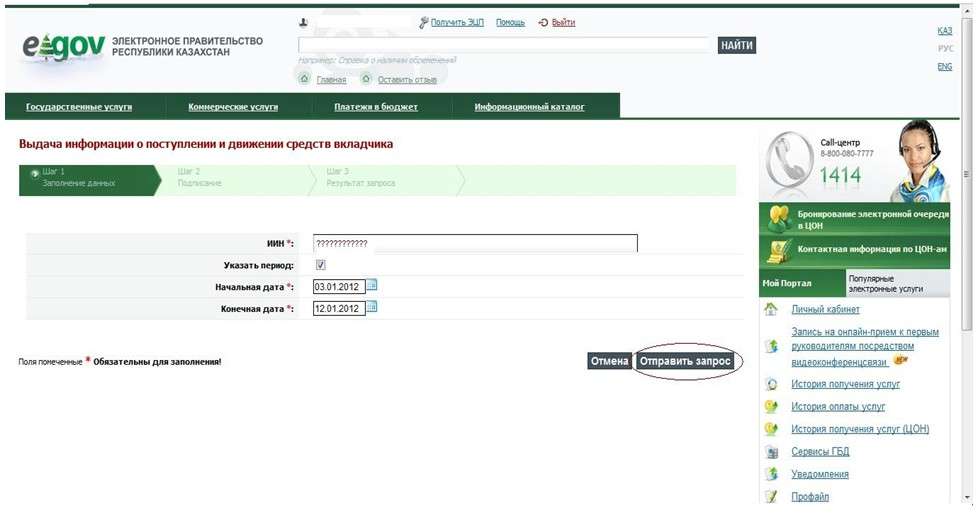 Получить ЭЦП Помощь Выйти
egov ЭЛЕКТРОННОЕ ПРАВИТЕЛЬСТВО
РЕСПУБЛИКИ КАЗАХСТАН
НАЙТИ
Например: Справка о наличии обременений
Главная Оставить отзыв
ҚАЗ
РУС
ENG
Государственные услуги Коммерческие услуги Платежи в бюджет Информационный каталог
Выдача информации о поступлении и движении средств вкладчика
Шаг 1
Заполнение данных
Шаг 2
Подписание
Шаг 3
Результат запроса
ИИН *: ????????????
Указать период:
Начальная дата *: 03.01.2012
Конечная дата *: 12.01.2012
Поля помеченные * Обязательны для заполнения!
Отмена Отправить запрос
Call-центр
8-800-080-7777
1414
Бронирование электронной очереди
в ЦОН
Контактная информация по ЦОН-ам
Мой Портал
Популярные
электронные услуги
Личный кабинет
Запись на онлайн-прием к первым
руководителям посредством
видеоконференцсвязи NEW
История получения услуг
История оплаты услуг
История получения услуг (ЦОН)
Сервисы ГБД
Уведомления
Профайл